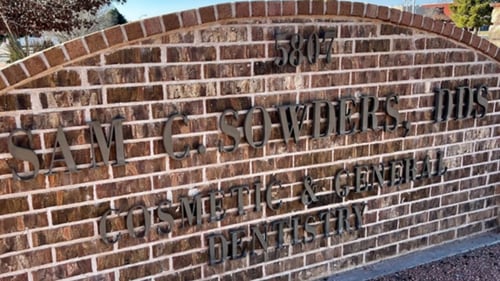 5807
SAM C. SOWDERS, DDS
COSMETIC & GENERAL
DENTISTRY